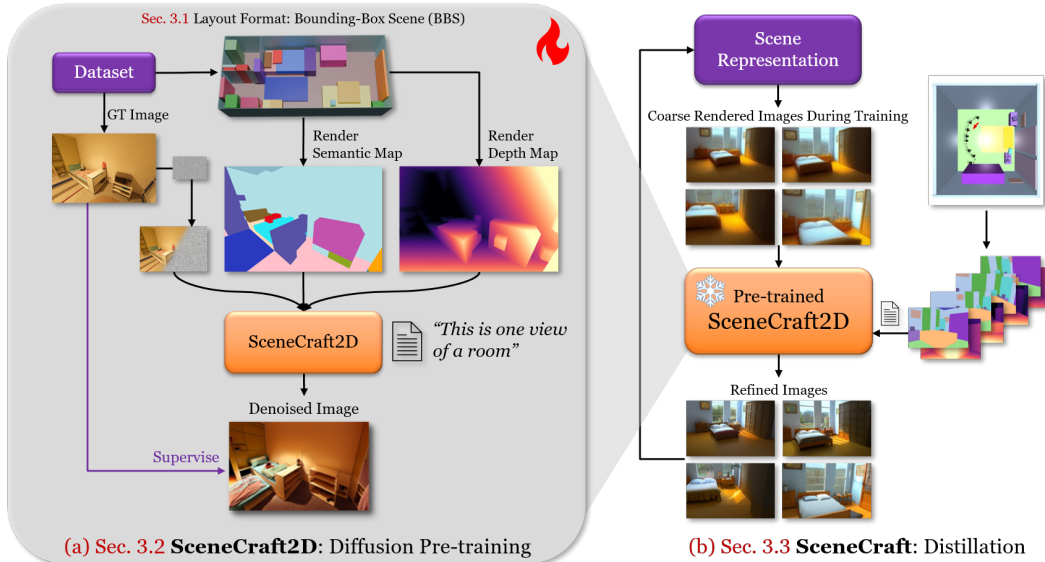 Sec. 3.1 Layout Format: Bounding-Box Scene (BBS)
Dataset
GT Image
Render
Semantic Map
Render
Depth Map
SceneCraft2D
“This is one view
of a room”
Denoised Image
Supervise
(a) Sec. 3.2 SceneCraft2D: Diffusion Pre-training
Scene
Representation
Coarse Rendered Images During Training
Pre-trained
SceneCraft2D
Refined Images
(b) Sec. 3.3 SceneCraft: Distillation